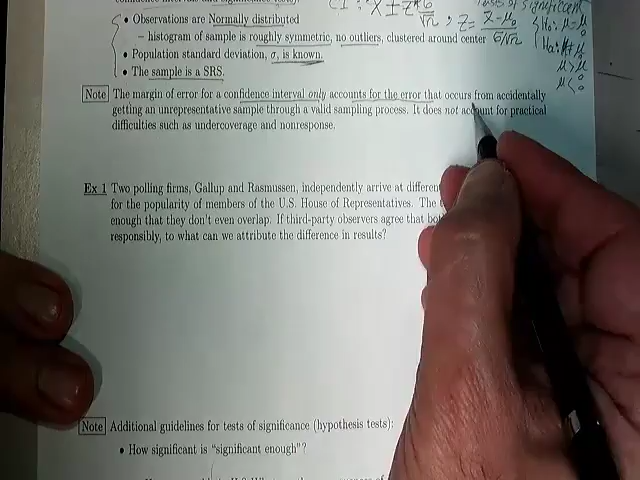 CI: x̄ ± z* σ/√n ; z = x̄ - μ₀ / σ/√n
Tests of Significan
H₀: μ = μ₀
Hₐ: μ ≠ μ₀
μ > μ₀
μ < μ₀
• Observations are Normally distributed
– histogram of sample is roughly symmetric, no outliers, clustered around center
• Population standard deviation, σ, is known.
• The sample is a SRS.
Note The margin of error for a confidence interval only accounts for the error that occurs from accidentally
getting an unrepresentative sample through a valid sampling process. It does not account for practical
difficulties such as undercoverage and nonresponse.
Ex 1 Two polling firms, Gallup and Rasmussen, independently arrive at different
for the popularity of members of the U.S. House of Representatives. The
enough that they don't even overlap. If third-party observers agree that both
responsibly, to what can we attribute the difference in results?
Note Additional guidelines for tests of significance (hypothesis tests):
• How significant is “significant enough”?